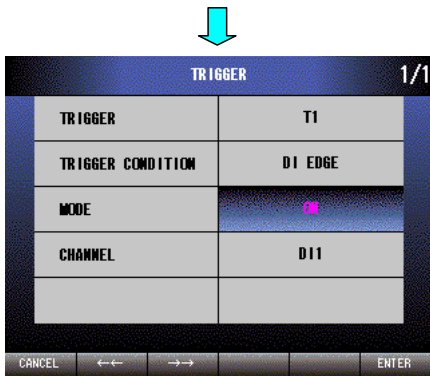 TRIGGER 1/1
TRIGGER T1
TRIGGER CONDITION DI EDGE
MODE ON
CHANNEL DI1
CANCEL ←← →→ ENTER